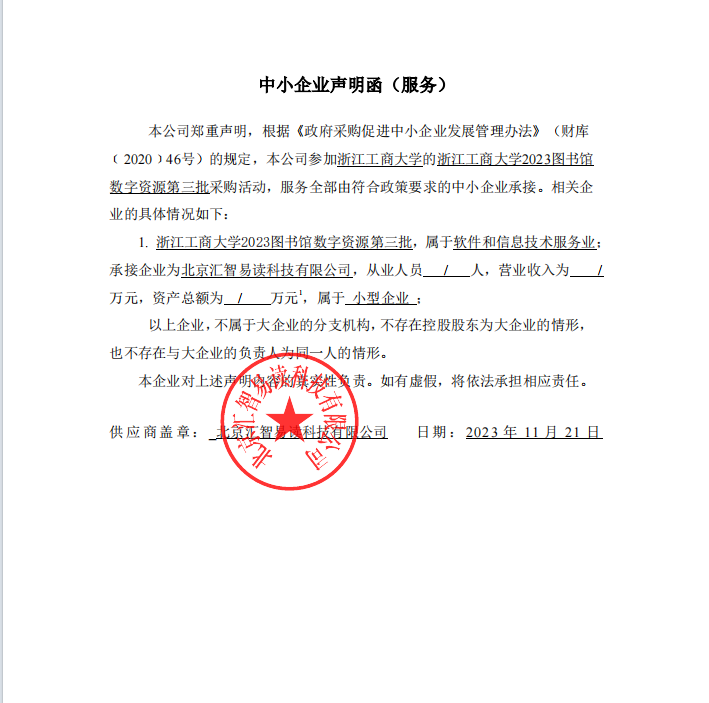 中小企业声明函（服务）
本公司郑重声明，根据《政府采购促进中小企业发展管理办法》（财库
﹝2020﹞46号）的规定，本公司参加浙江工商大学的浙江工商大学2023图书馆
数字资源第三批采购活动，服务全部由符合政策要求的中小企业承接。相关企
业的具体情况如下：
1. 浙江工商大学2023图书馆数字资源第三批，属于软件和信息技术服务业；
承接企业为北京汇智易读科技有限公司，从业人员 / 人，营业收入为 /
万元，资产总额为 / 万元1，属于 小型企业 ；
以上企业，不属于大企业的分支机构，不存在控股股东为大企业的情形，
也不存在与大企业的负责人为同一人的情形。
本企业对上述声明内容的真实性负责。如有虚假，将依法承担相应责任。
供应商盖章： 北京汇智易读科技有限公司 日期：2023 年 11 月 21 日
北京汇智易读科技有限公司